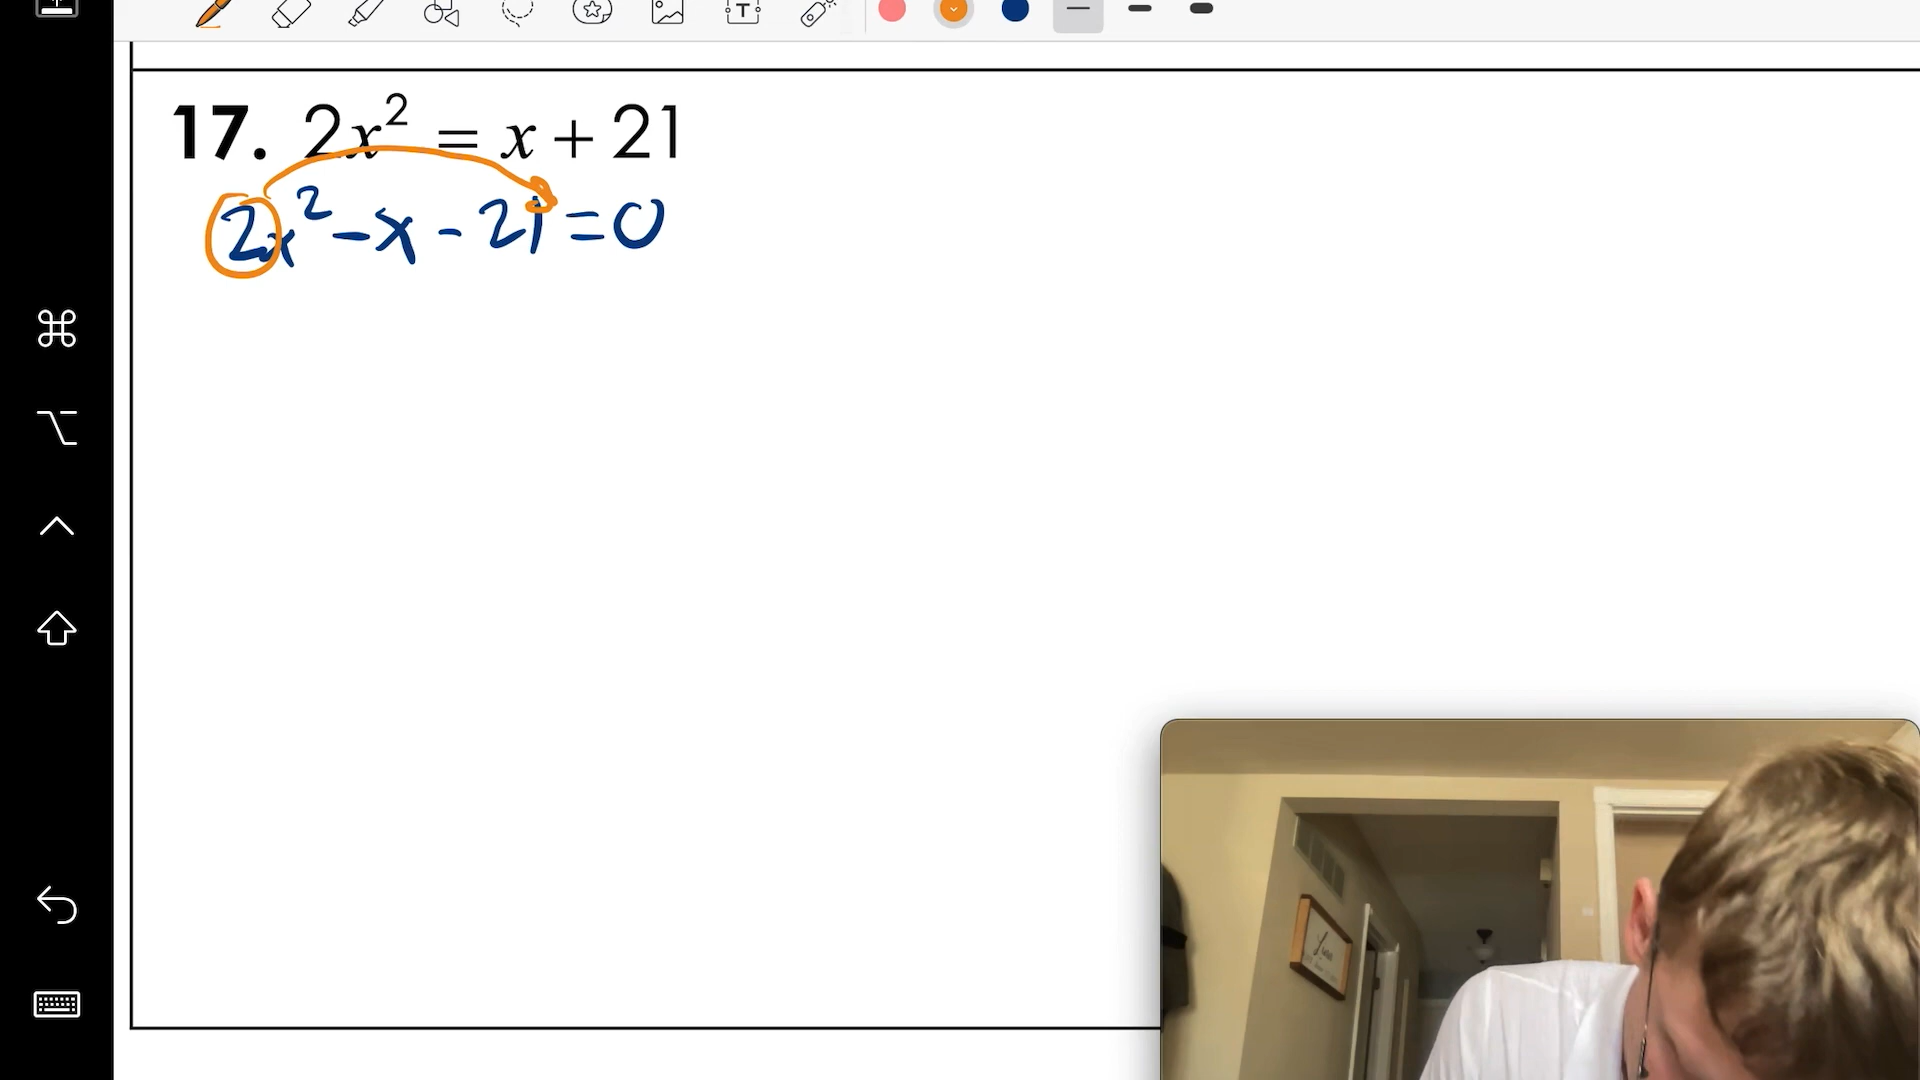 T
17. 2x² = x + 21
2x² - x - 21 = 0